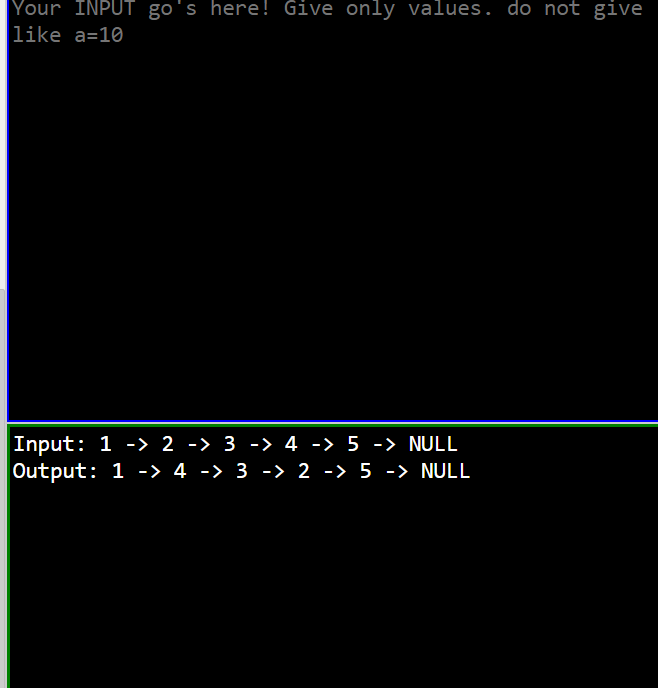 Your INPUT go's here! Give only values. do not give
like a=10
Input: 1 -> 2 -> 3 -> 4 -> 5 -> NULL
Output: 1 -> 4 -> 3 -> 2 -> 5 -> NULL